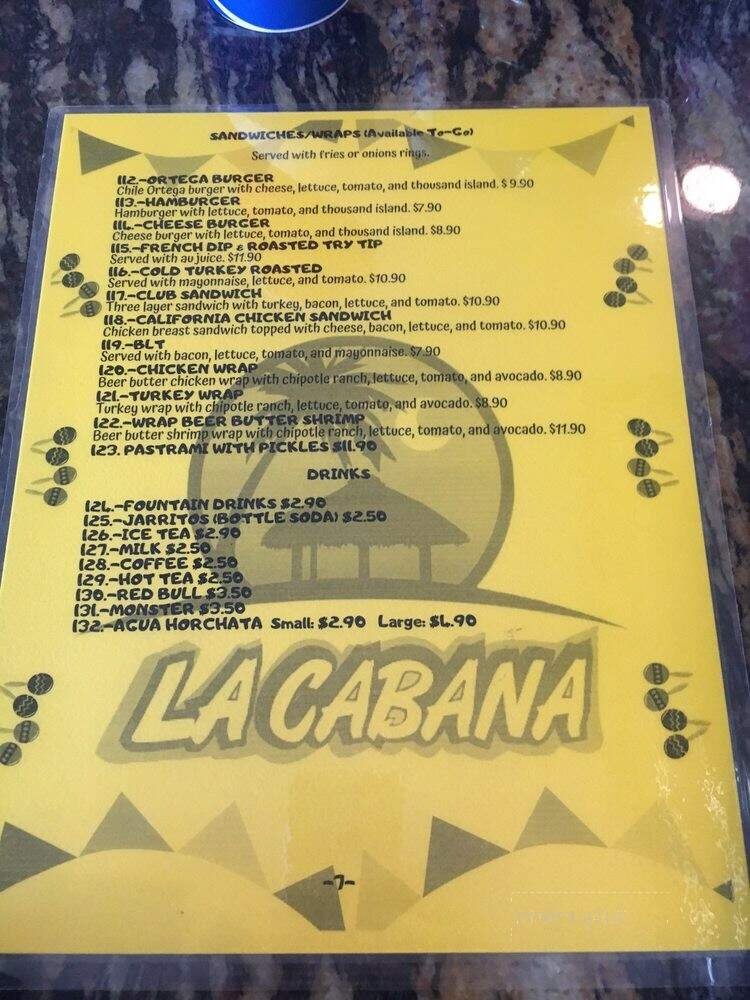 SANDWICHES/WRAPS (Available To-Go)
Served with fries or onions rings.
112.-ORTEGA BURGER
Chile Ortega burger with cheese, lettuce, tomato, and thousand island. $ 9.90
113.-HAMBURGER
Hamburger with lettuce, tomato, and thousand island. $7.90
114.-CHEESE BURGER
Cheese burger with lettuce, tomato, and thousand island. $8.90
115.-FRENCH DIP & ROASTED TRY TIP
Served with au juice. $11.90
116.-COLD TURKEY ROASTED
Served with mayonnaise, lettuce, and tomato. $10.90
117.-CLUB SANDWICH
Three layer sandwich with turkey, bacon, lettuce, and tomato. $10.90
118.-CALIFORNIA CHICKEN SANDWICH
Chicken breast sandwich topped with cheese, bacon, lettuce, and tomato. $10.90
119.-BLT
Served with bacon, lettuce, tomato, and mayonnaise. $7.90
120.-CHICKEN WRAP
Beer butter chicken wrap with chipotle ranch, lettuce, tomato, and avocado. $8.90
121.-TURKEY WRAP
Turkey wrap with chipotle ranch, lettuce, tomato, and avocado. $8.90
122.-WRAP BEER BUTTER SHRIMP
Beer butter shrimp wrap with chipotle ranch, lettuce, tomato, and avocado. $11.90
123. PASTRAMI WITH PICKLES $11.90
DRINKS
124.-FOUNTAIN DRINKS $2.90
125.-JARRITOS (BOTTLE SODA) $2.50
126.-ICE TEA $2.90
127.-MILK $2.50
128.-COFFEE $2.50
129.-HOT TEA $2.50
130.-RED BULL $3.50
131.-MONSTER $3.50
132.-AGUA HORCHATA Small: $2.90 Large: $4.90
LA CABANA
-7-